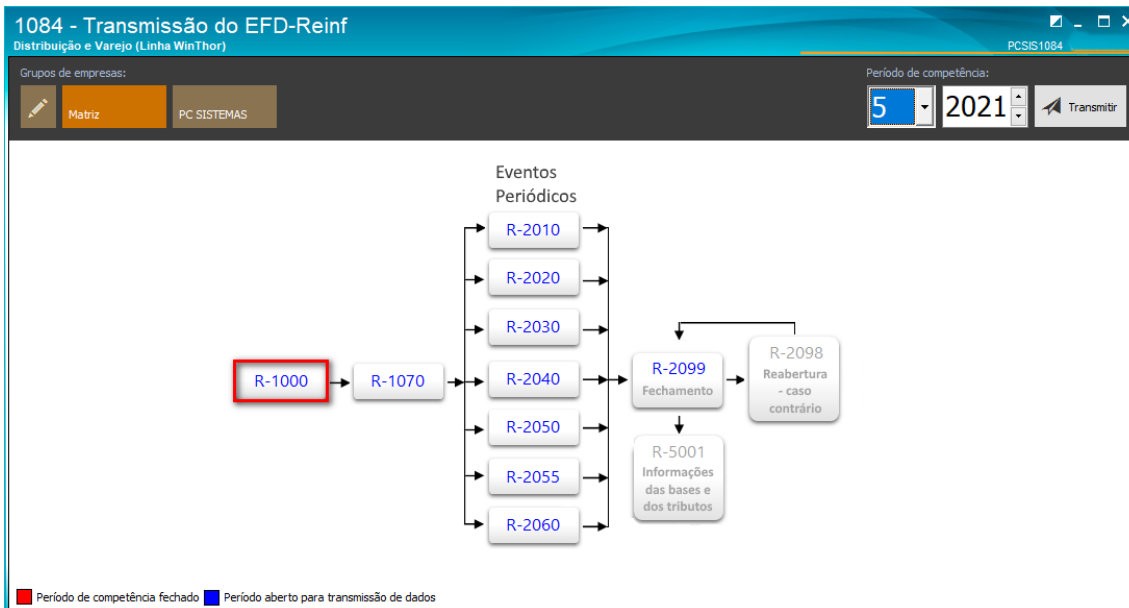 1084 - Transmissão do EFD-Reinf
Distribuição e Varejo (Linha WinThor)
PCSIS1084
Grupos de empresas:
Matriz
PC SISTEMAS
Período de competência:
5
2021
Transmitir
Eventos
Periódicos
R-2010
R-2020
R-2030
R-1000
R-1070
R-2040
R-2050
R-2055
R-2060
R-2099
Fechamento
R-2098
Reabertura
- caso
contrário
R-5001
Informações
das bases e
dos tributos
Período de competência fechado
Período aberto para transmissão de dados